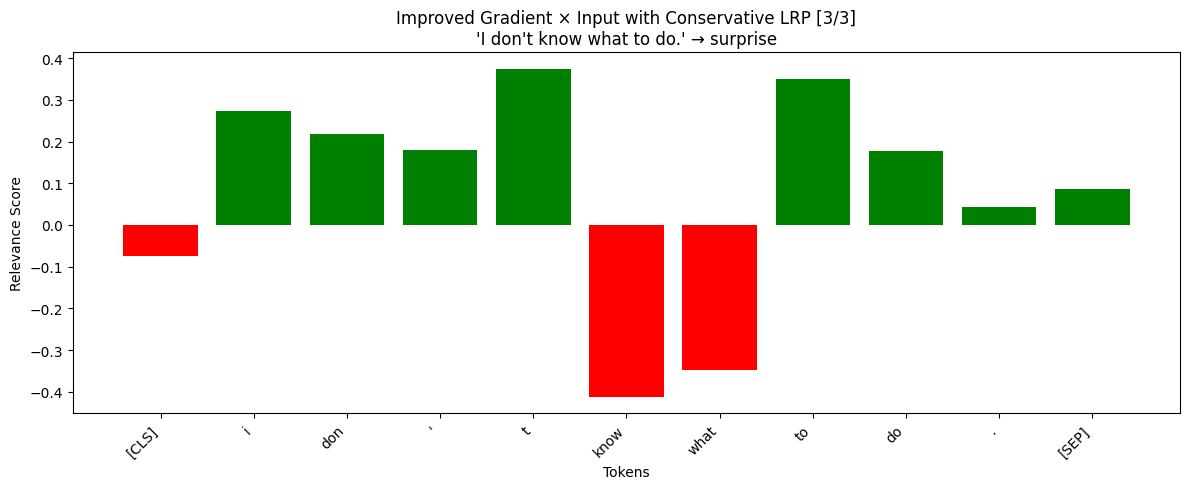 Improved Gradient × Input with Conservative LRP [3/3]
'I don't know what to do.' → surprise
Relevance Score
0.4
0.3
0.2
0.1
0.0
−0.1
−0.2
−0.3
−0.4
[CLS]
i
don
'
t
know
what
to
do
.
[SEP]
Tokens